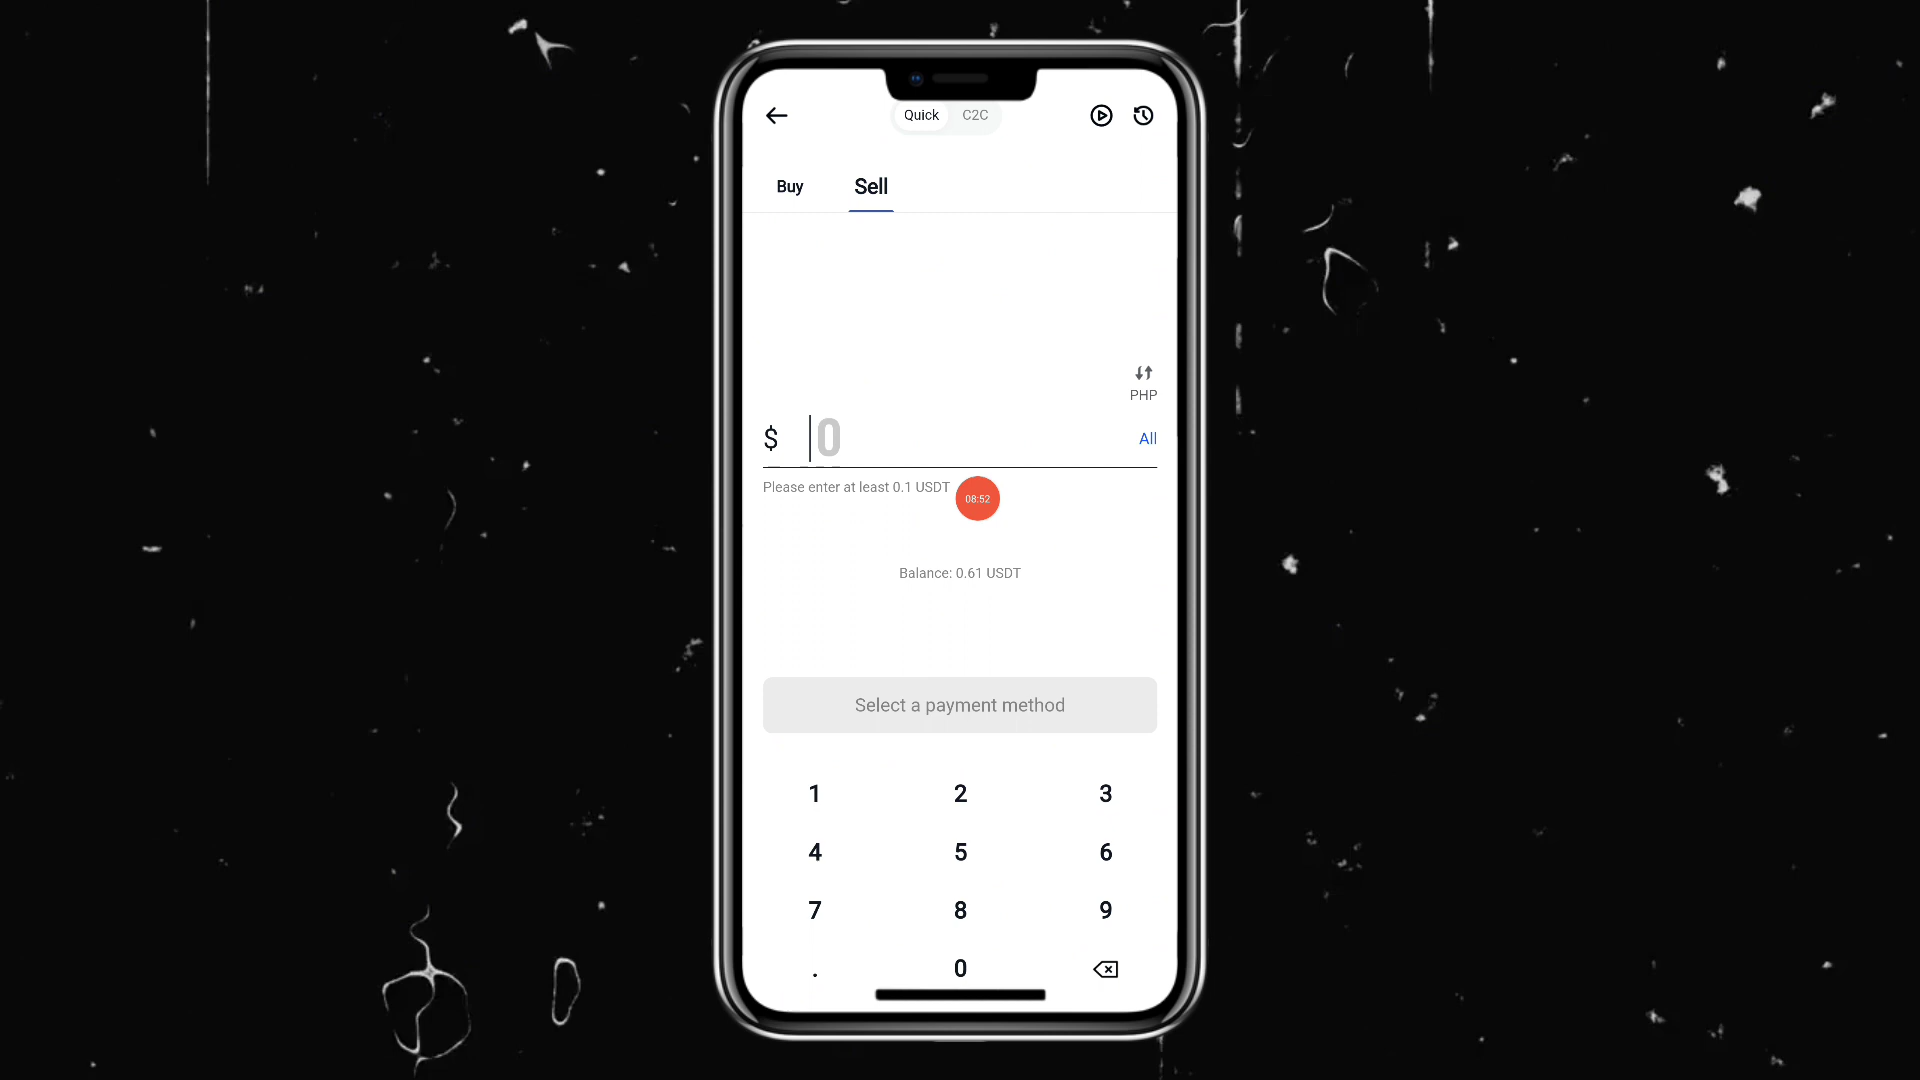 Quick C2C
Buy Sell
PHP
$ 0 All
Please enter at least 0.1 USDT
08:52
Balance: 0.61 USDT
Select a payment method
1 2 3
4 5 6
7 8 9
. 0